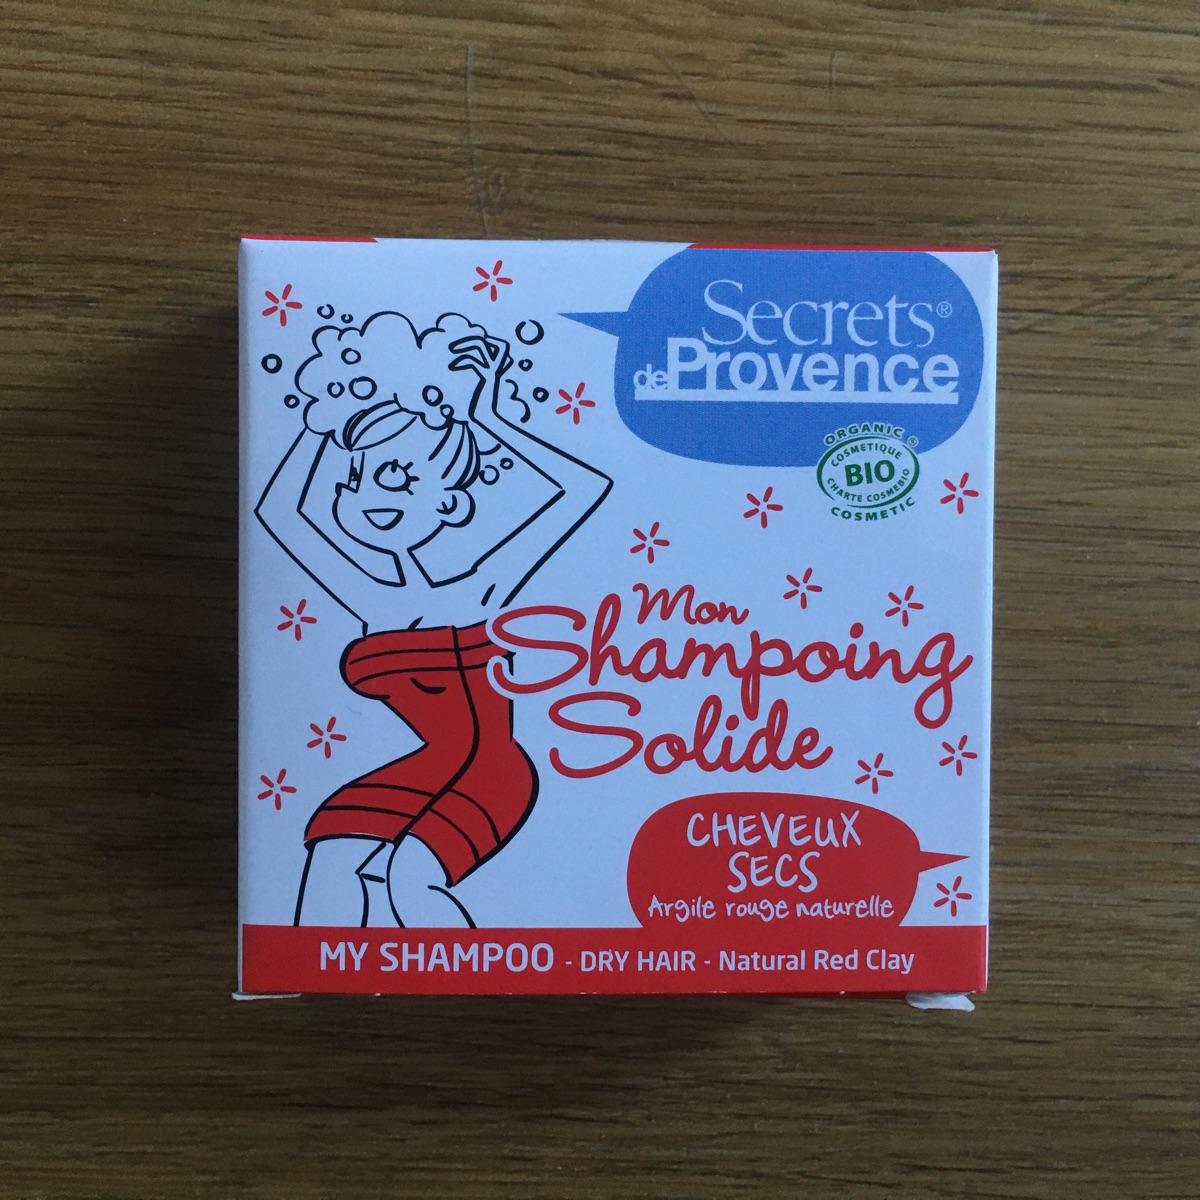 Secrets®
de Provence
ORGANIC
COSMETIQUE
BIO
CHARTE COSMEBIO
COSMETIC
Mon
Shampoing
Solide
CHEVEUX
SECS
Argile rouge naturelle
MY SHAMPOO - DRY HAIR - Natural Red Clay